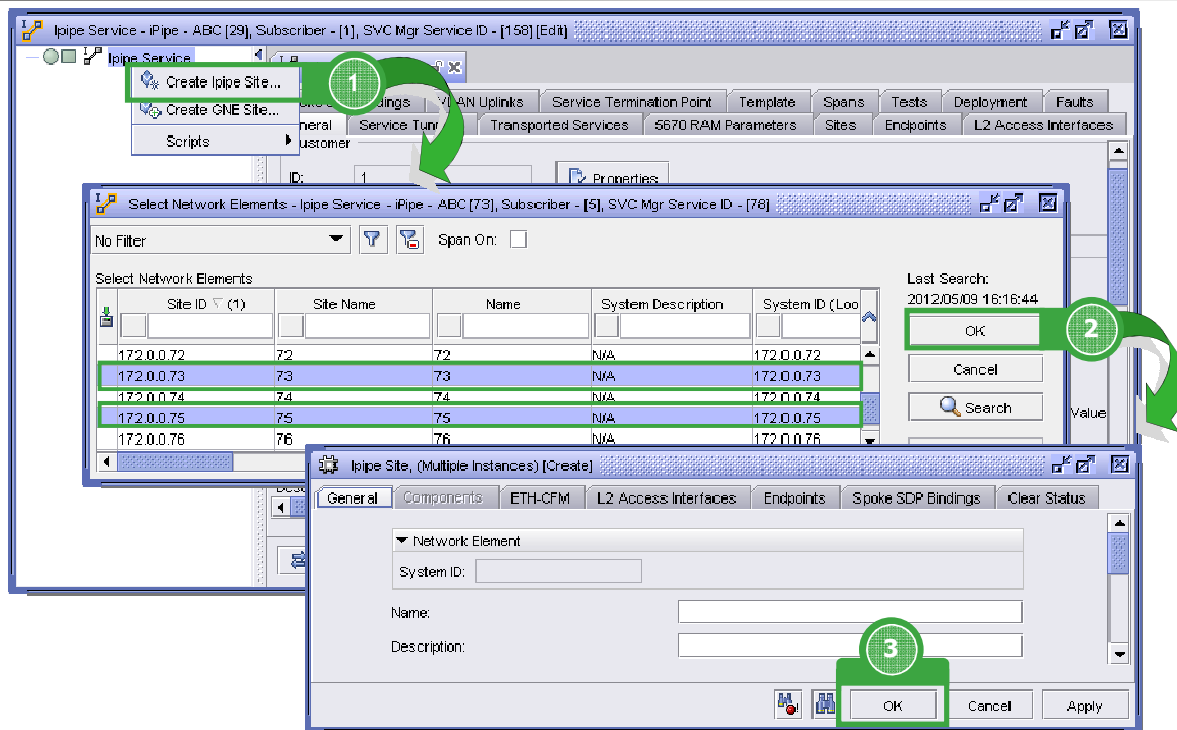 Ipipe Service - iPipe - ABC [29], Subscriber - [1], SVC Mgr Service ID - [158] [Edit]
Ipipe Service
Create Ipipe Site...
1
Create GNE Site...
Scripts
VLAN Uplinks
Service Termination Point
Template
Spans
Tests
Deployment
Faults
Transported Services
5670 RAM Parameters
Sites
Endpoints
L2 Access Interfaces
Customer
ID:
1
Properties
Select Network Elements - Ipipe Service - iPipe - ABC [73], Subscriber - [5], SVC Mgr Service ID - [78]
No Filter
Span On:
Select Network Elements
Last Search:
2012/05/09 16:16:44
Site ID (1)
Site Name
Name
System Description
System ID (Loo
OK
2
172.0.0.72 72 72 N/A 172.0.0.72
172.0.0.73 73 73 N/A 172.0.0.73
Cancel
172.0.0.74 74 74 N/A 172.0.0.74
172.0.0.75 75 75 N/A 172.0.0.75
Search
Value
172.0.0.76 76 76 N/A 172.0.0.76
Ipipe Site, (Multiple Instances) [Create]
General
Components
ETH-CFM
L2 Access Interfaces
Endpoints
Spoke SDP Bindings
Clear Status
Network Element
System ID:
Name:
Description:
3
OK
Cancel
Apply